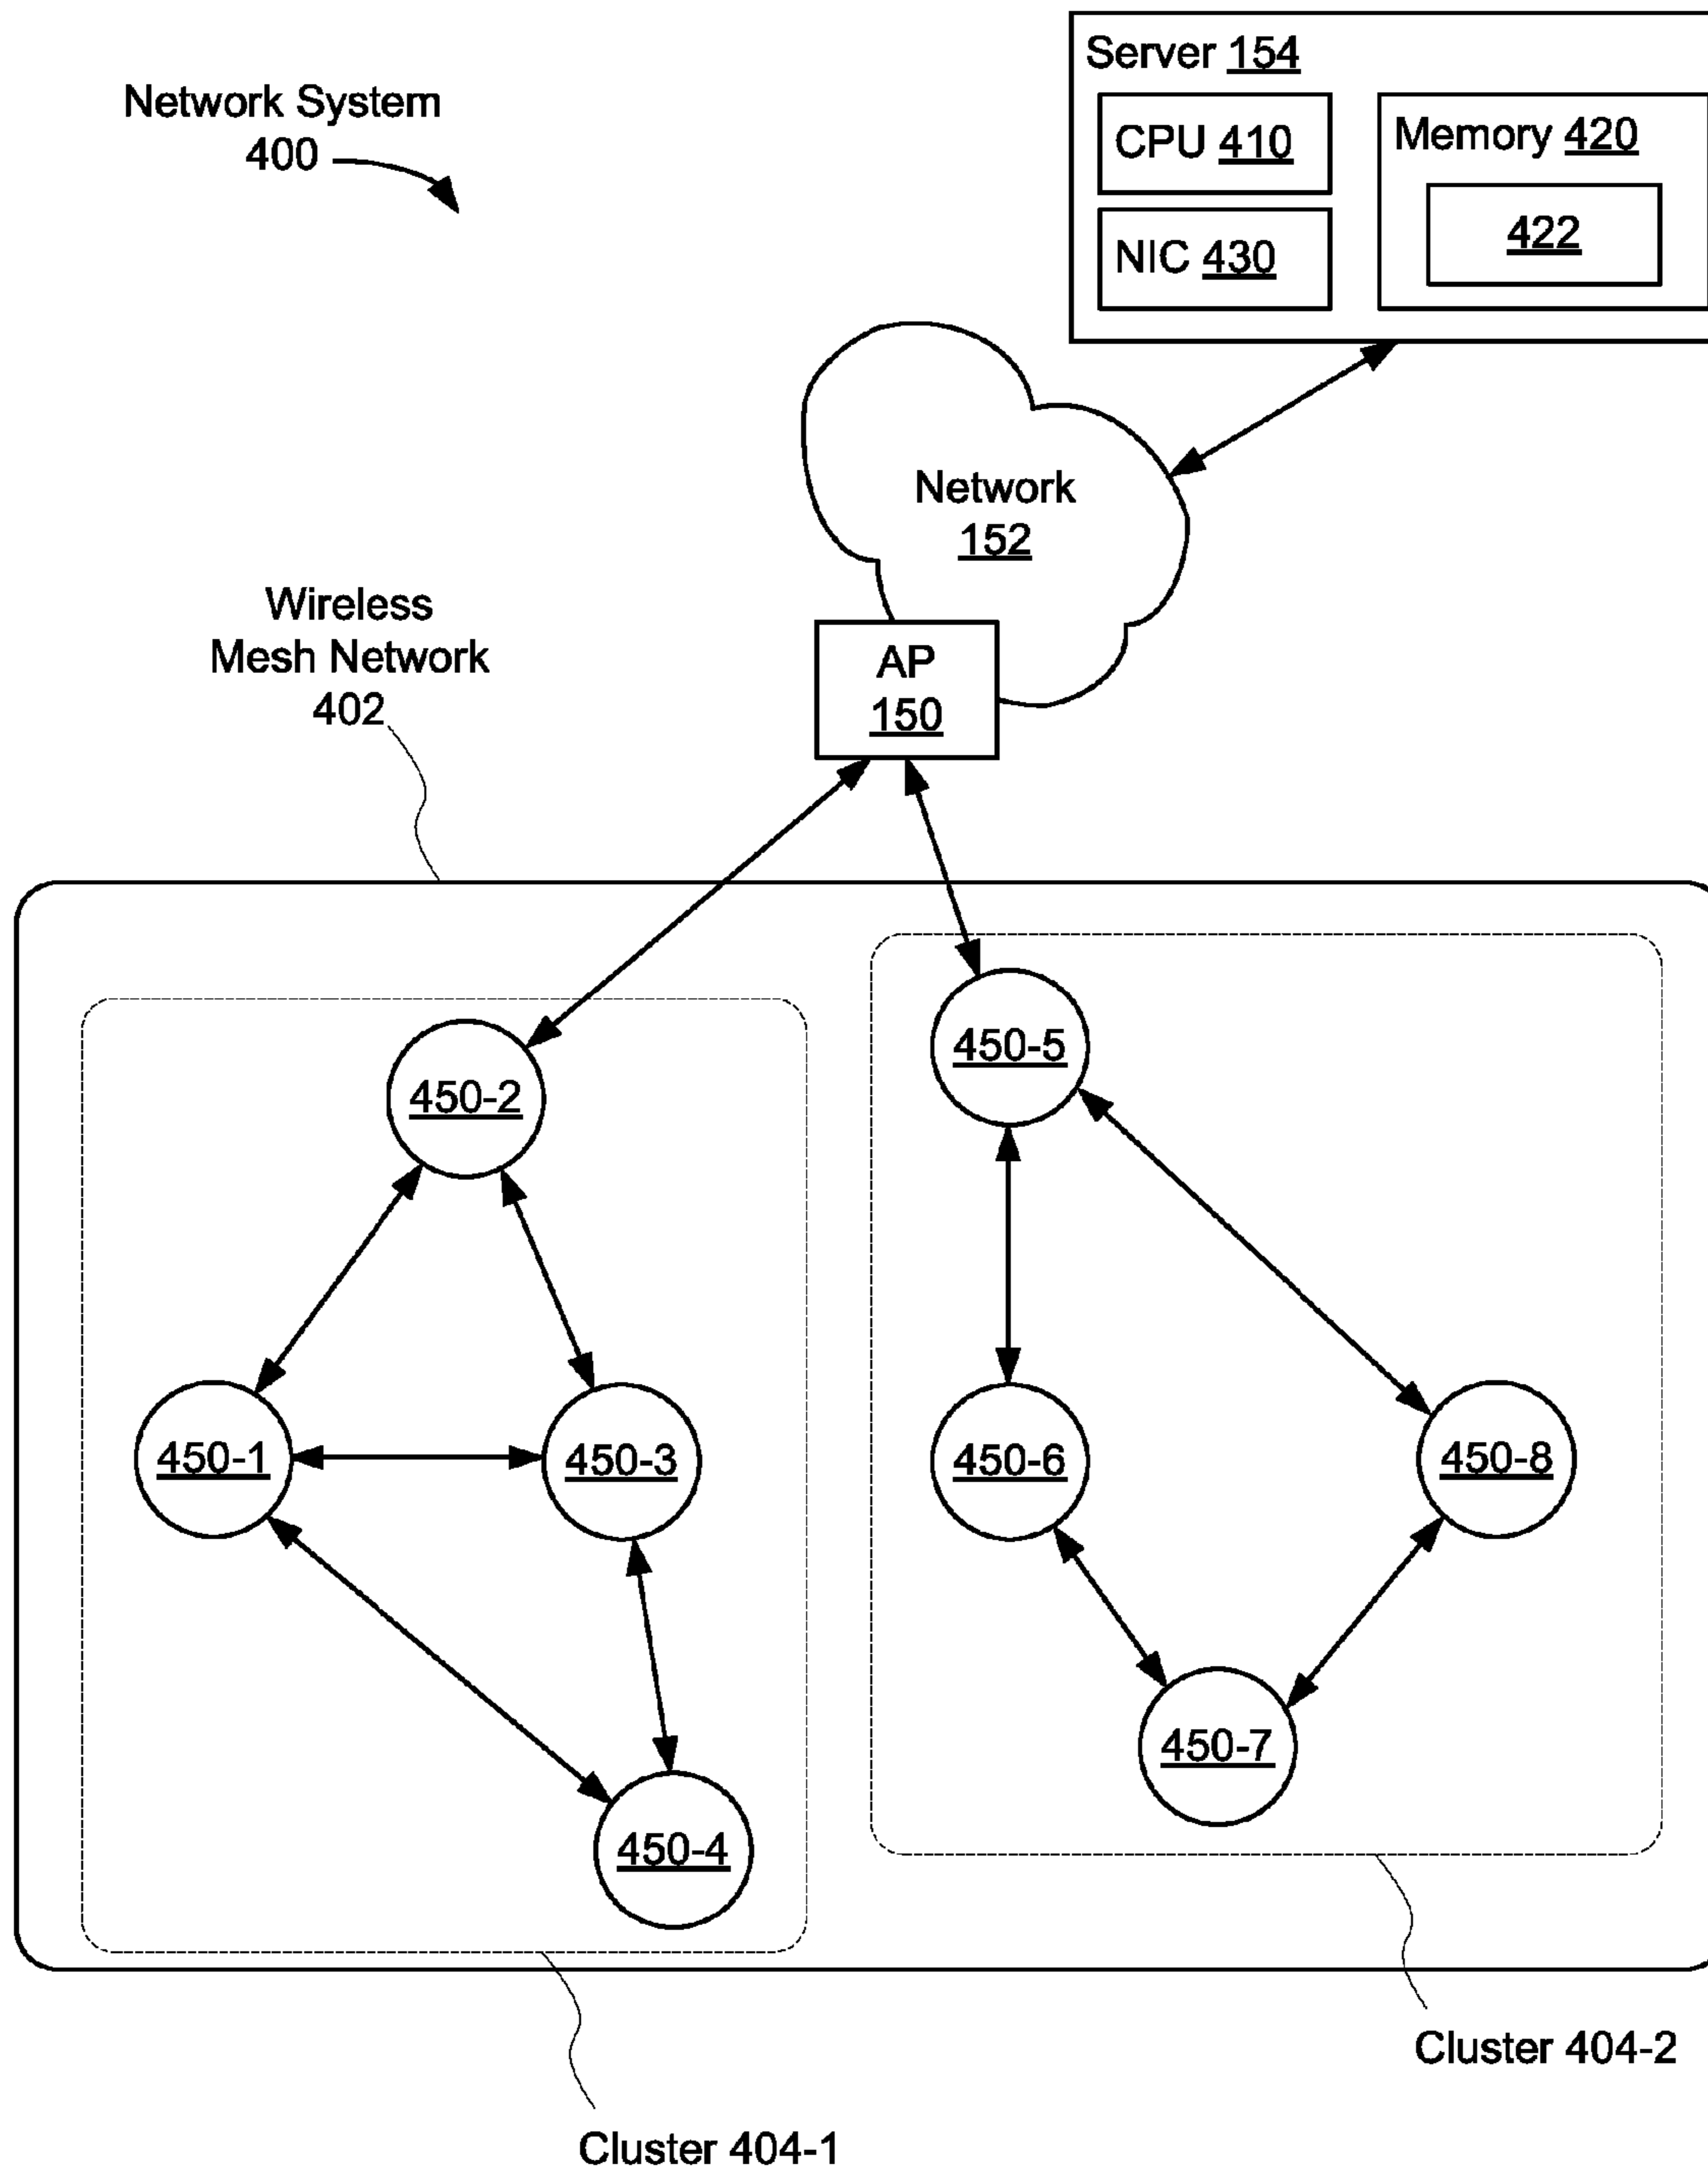 Server 154
Network System
400
CPU 410
Memory 420
NIC 430
422
Network
152
Wireless
Mesh Network
402
AP
150
450-2
450-5
450-1
450-3
450-6
450-8
450-7
450-4
Cluster 404-2
Cluster 404-1